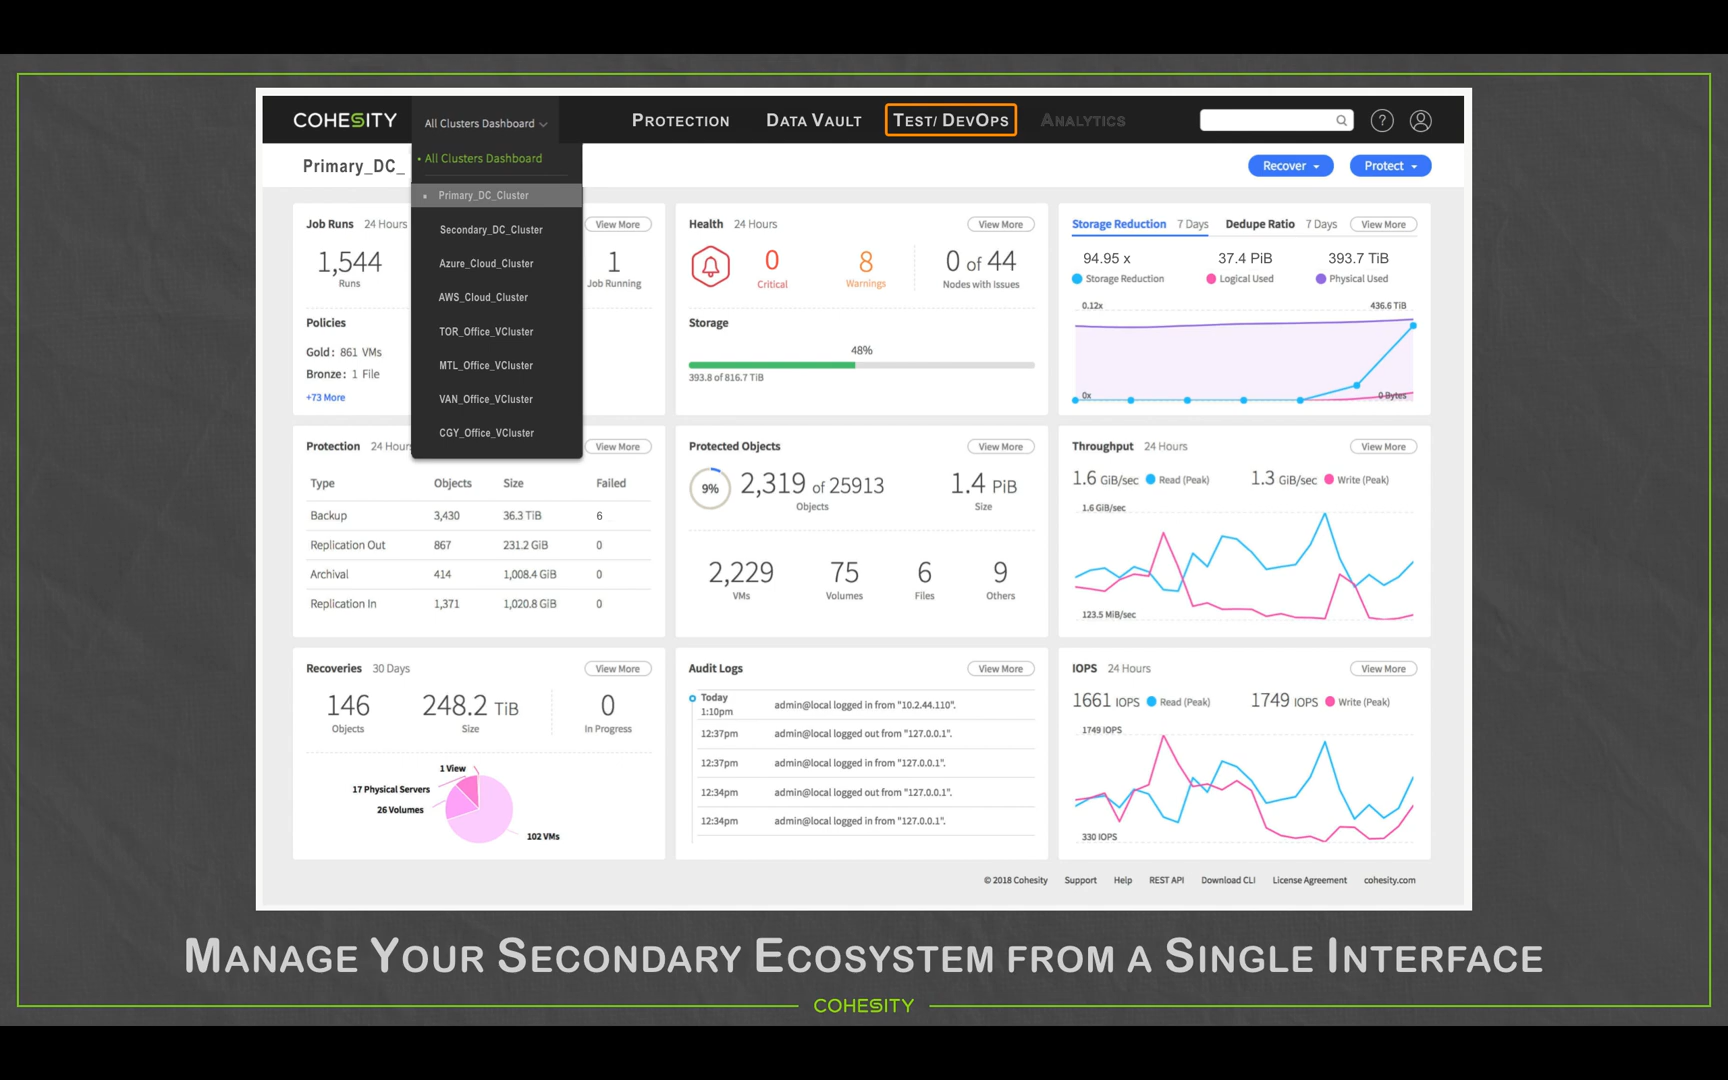 COHESITY
All Clusters Dashboard
PROTECTION
DATA VAULT
TEST/ DEVOPS
ANALYTICS
?
• All Clusters Dashboard
Primary_DC_
Recover
Protect
Primary_DC_Cluster
Secondary_DC_Cluster
Azure_Cloud_Cluster
AWS_Cloud_Cluster
TOR_Office_VCluster
MTL_Office_VCluster
VAN_Office_VCluster
CGY_Office_VCluster
Job Runs 24 Hours
View More
1,544
Runs
1
Job Running
Policies
Gold: 861 VMs
Bronze: 1 File
+73 More
Health 24 Hours
View More
0
Critical
8
Warnings
0 of 44
Nodes with Issues
Storage
48%
393.8 of 816.7 TiB
Storage Reduction 7 Days
Dedupe Ratio 7 Days
View More
94.95 x
Storage Reduction
37.4 PiB
Logical Used
393.7 TiB
Physical Used
0.12x
436.6 TiB
0x
0 Bytes
Protection 24 Hour
View More
Type Objects Size Failed
Backup 3,430 36.3 TiB 6
Replication Out 867 231.2 GiB 0
Archival 414 1,008.4 GiB 0
Replication In 1,371 1,020.8 GiB 0
Protected Objects
View More
9%
2,319 of 25913
Objects
1.4 PiB
Size
2,229
VMs
75
Volumes
6
Files
9
Others
Throughput 24 Hours
View More
1.6 GiB/sec Read (Peak)
1.3 GiB/sec Write (Peak)
1.6 GiB/sec
123.5 MiB/sec
Recoveries 30 Days
View More
146
Objects
248.2 TiB
Size
0
In Progress
1 View
17 Physical Servers
26 Volumes
102 VMs
Audit Logs
View More
Today
1:10pm admin@local logged in from "10.2.44.110".
12:37pm admin@local logged out from "127.0.0.1".
12:37pm admin@local logged in from "127.0.0.1".
12:34pm admin@local logged out from "127.0.0.1".
12:34pm admin@local logged in from "127.0.0.1".
IOPS 24 Hours
View More
1661 IOPS Read (Peak)
1749 IOPS Write (Peak)
1749 IOPS
330 IOPS
© 2018 Cohesity Support Help REST API Download CLI License Agreement cohesity.com
MANAGE YOUR SECONDARY ECOSYSTEM FROM A SINGLE INTERFACE
COHESITY